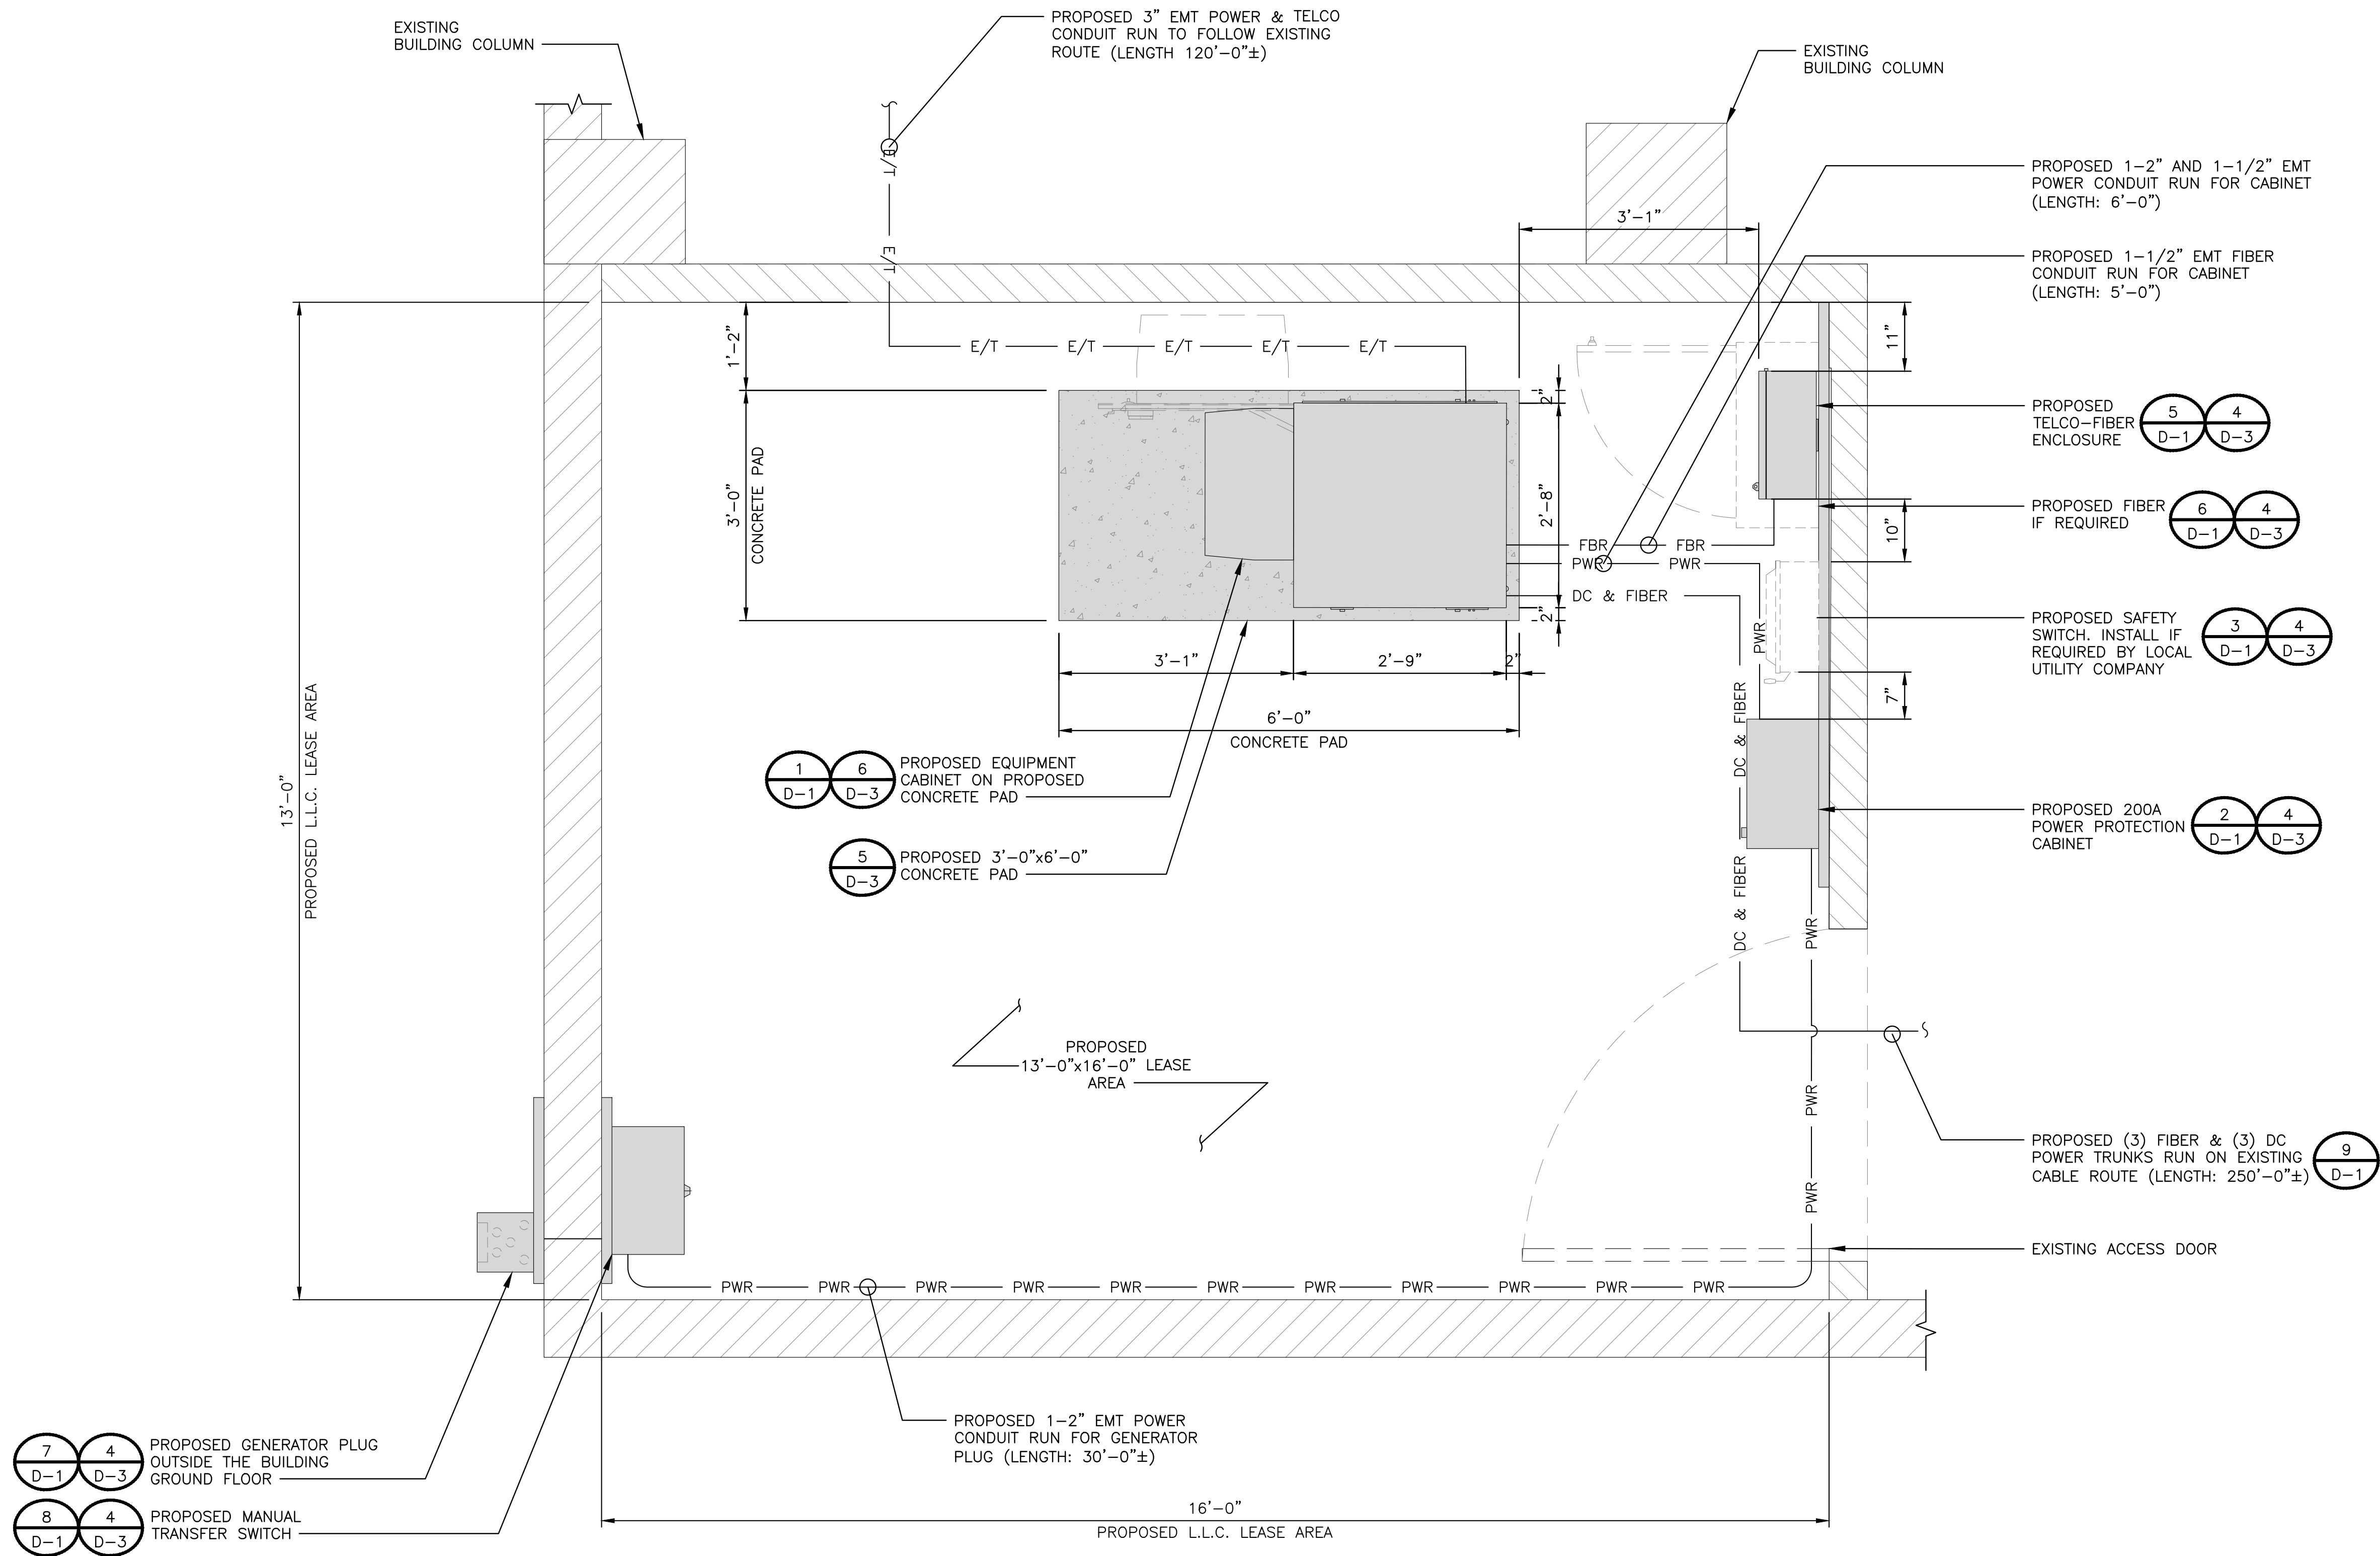 EXISTING
BUILDING COLUMN
PROPOSED 3" EMT POWER & TELCO
CONDUIT RUN TO FOLLOW EXISTING
ROUTE (LENGTH 120'-0"±)
EXISTING
BUILDING COLUMN
PROPOSED 1-2" AND 1-1/2" EMT
POWER CONDUIT RUN FOR CABINET
(LENGTH: 6'-0")
PROPOSED 1-1/2" EMT FIBER
CONDUIT RUN FOR CABINET
(LENGTH: 5'-0")
E/T
E/T
3'-1"
1'-2"
E/T E/T E/T E/T E/T
11"
2"
PROPOSED
TELCO-FIBER
ENCLOSURE
5 4
D-1 D-3
3'-0"
CONCRETE PAD
2'-8"
10"
PROPOSED FIBER
IF REQUIRED
6 4
D-1 D-3
FBR FBR
PWR PWR
DC & FIBER
2"
PWR
PROPOSED SAFETY
SWITCH. INSTALL IF
REQUIRED BY LOCAL
UTILITY COMPANY
3 4
D-1 D-3
3'-1" 2'-9" 2"
7"
6'-0"
CONCRETE PAD
DC & FIBER
DC & FIBER
13'-0"
PROPOSED L.L.C. LEASE AREA
1 6
D-1 D-3
PROPOSED EQUIPMENT
CABINET ON PROPOSED
CONCRETE PAD
PROPOSED 200A
POWER PROTECTION
CABINET
2 4
D-1 D-3
5
D-3
PROPOSED 3'-0"x6'-0"
CONCRETE PAD
DC & FIBER
PWR
PROPOSED
13'-0"x16'-0" LEASE
AREA
PWR
PWR
PROPOSED (3) FIBER & (3) DC
POWER TRUNKS RUN ON EXISTING
CABLE ROUTE (LENGTH: 250'-0"±)
9
D-1
EXISTING ACCESS DOOR
PWR PWR PWR PWR PWR PWR PWR PWR PWR PWR PWR
PROPOSED 1-2" EMT POWER
CONDUIT RUN FOR GENERATOR
PLUG (LENGTH: 30'-0"±)
7 4
D-1 D-3
PROPOSED GENERATOR PLUG
OUTSIDE THE BUILDING
GROUND FLOOR
8 4
D-1 D-3
PROPOSED MANUAL
TRANSFER SWITCH
16'-0"
PROPOSED L.L.C. LEASE AREA